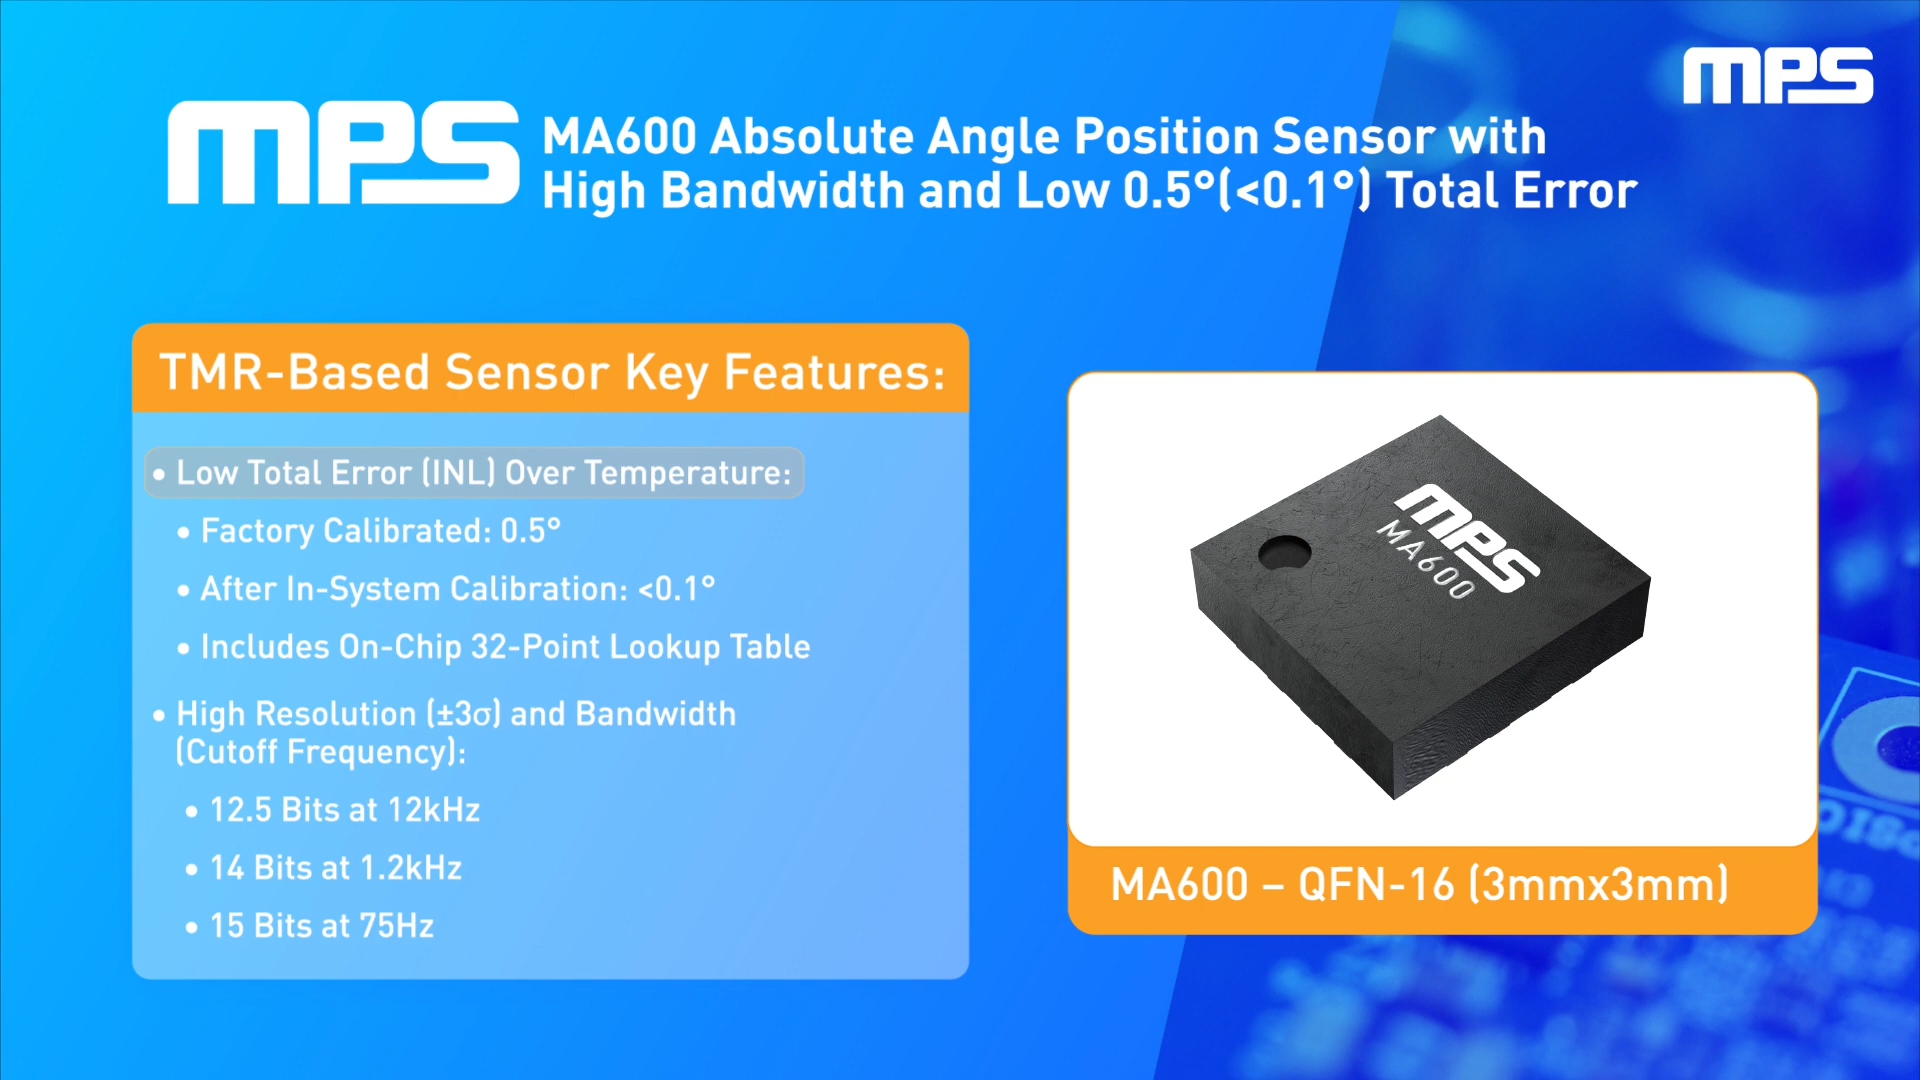 mps
mps MA600 Absolute Angle Position Sensor with
High Bandwidth and Low 0.5°(<0.1°) Total Error
TMR-Based Sensor Key Features:
• Low Total Error (INL) Over Temperature:
• Factory Calibrated: 0.5°
• After In-System Calibration: <0.1°
• Includes On-Chip 32-Point Lookup Table
• High Resolution (±3σ) and Bandwidth
(Cutoff Frequency):
• 12.5 Bits at 12kHz
• 14 Bits at 1.2kHz
• 15 Bits at 75Hz
mps
MA600
MA600 – QFN-16 (3mmx3mm)